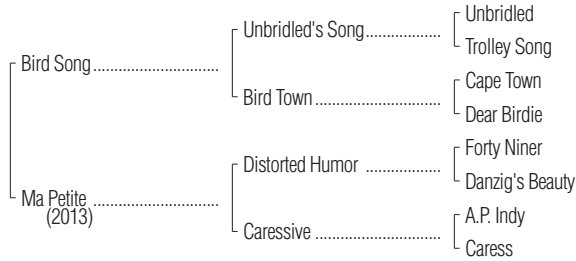 Unbridled
Unbridled's Song
Trolley Song
Bird Song
Cape Town
Bird Town
Dear Birdie
Forty Niner
Distorted Humor
Danzig's Beauty
Ma Petite
(2013)
A.P. Indy
Caressive
Caress